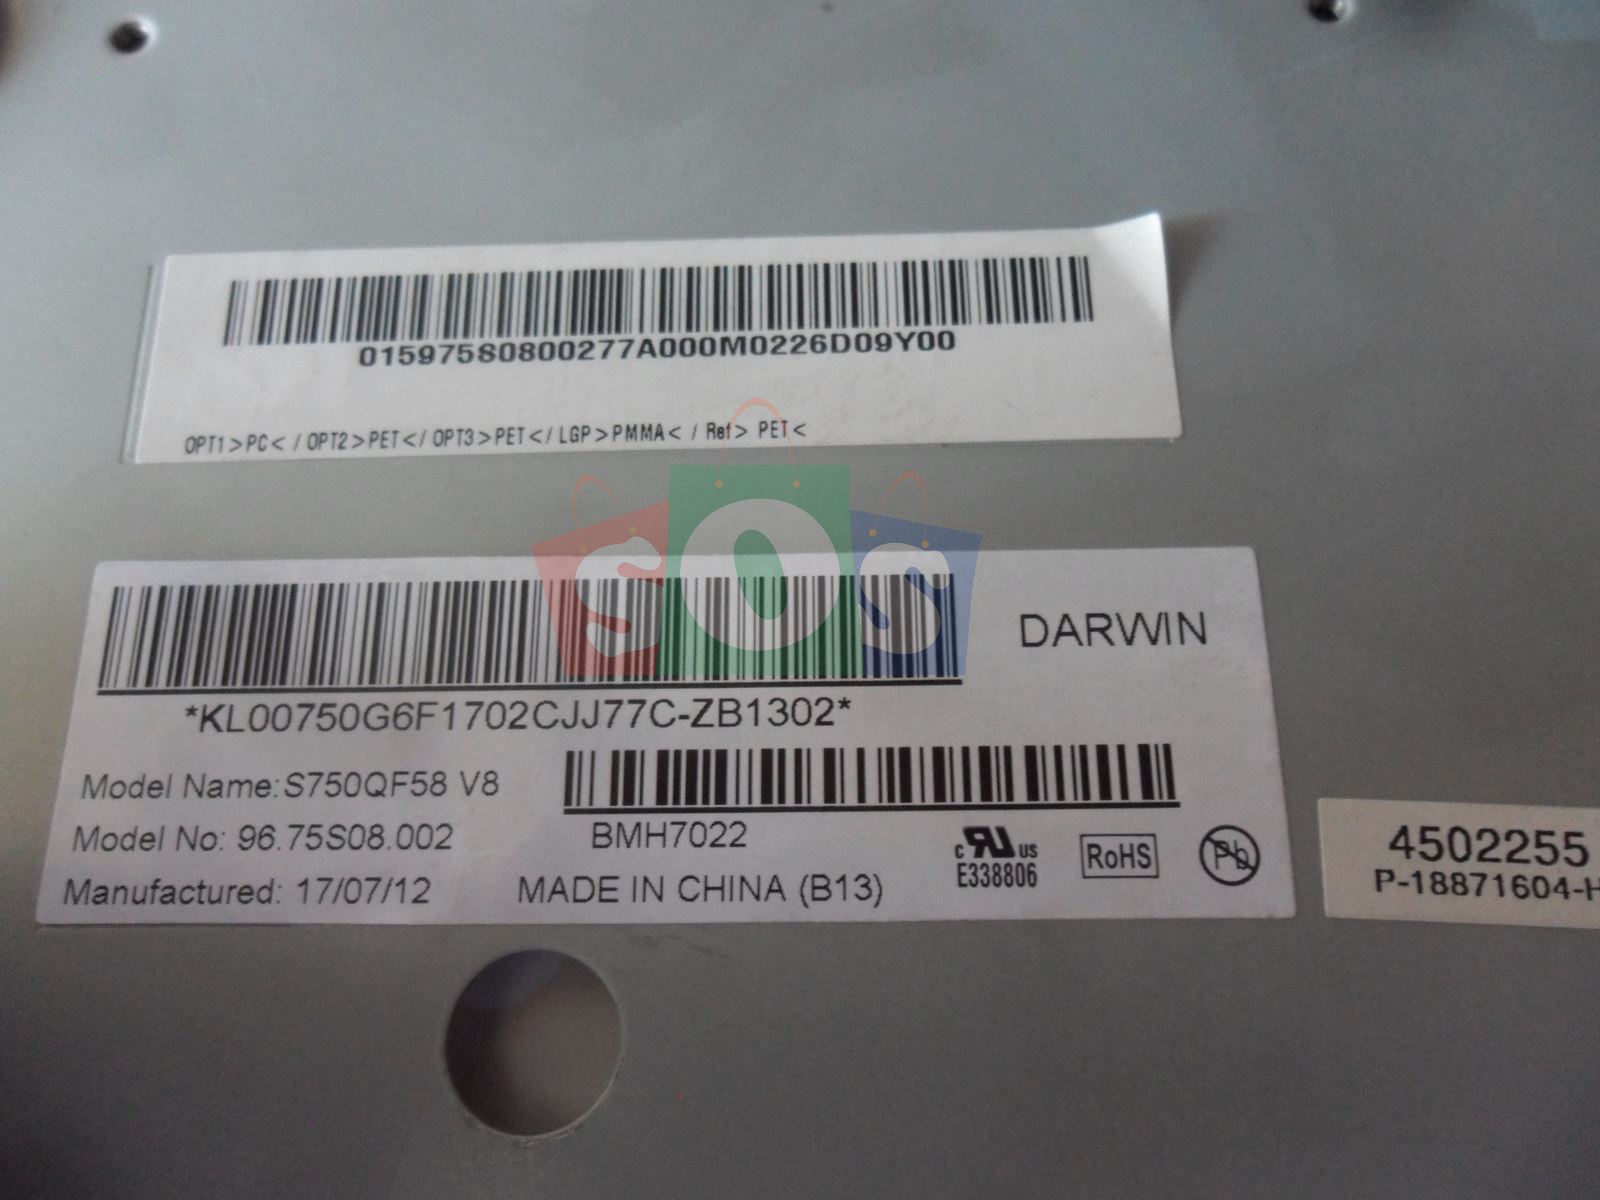 01597580800277A000M0226D09Y00
OPT1>PC< / OPT2>PET</ OPT3>PET</ LGP>PMMA< / Ref> PET<
SOS
DARWIN
*KL00750G6F1702CJJ77C-ZB1302*
Model Name:S750QF58 V8
Model No: 96.75S08.002
BMH7022
Manufactured: 17/07/12
MADE IN CHINA (B13)
c RU us
E338806
RoHS
Pb
4502255
P-18871604-H